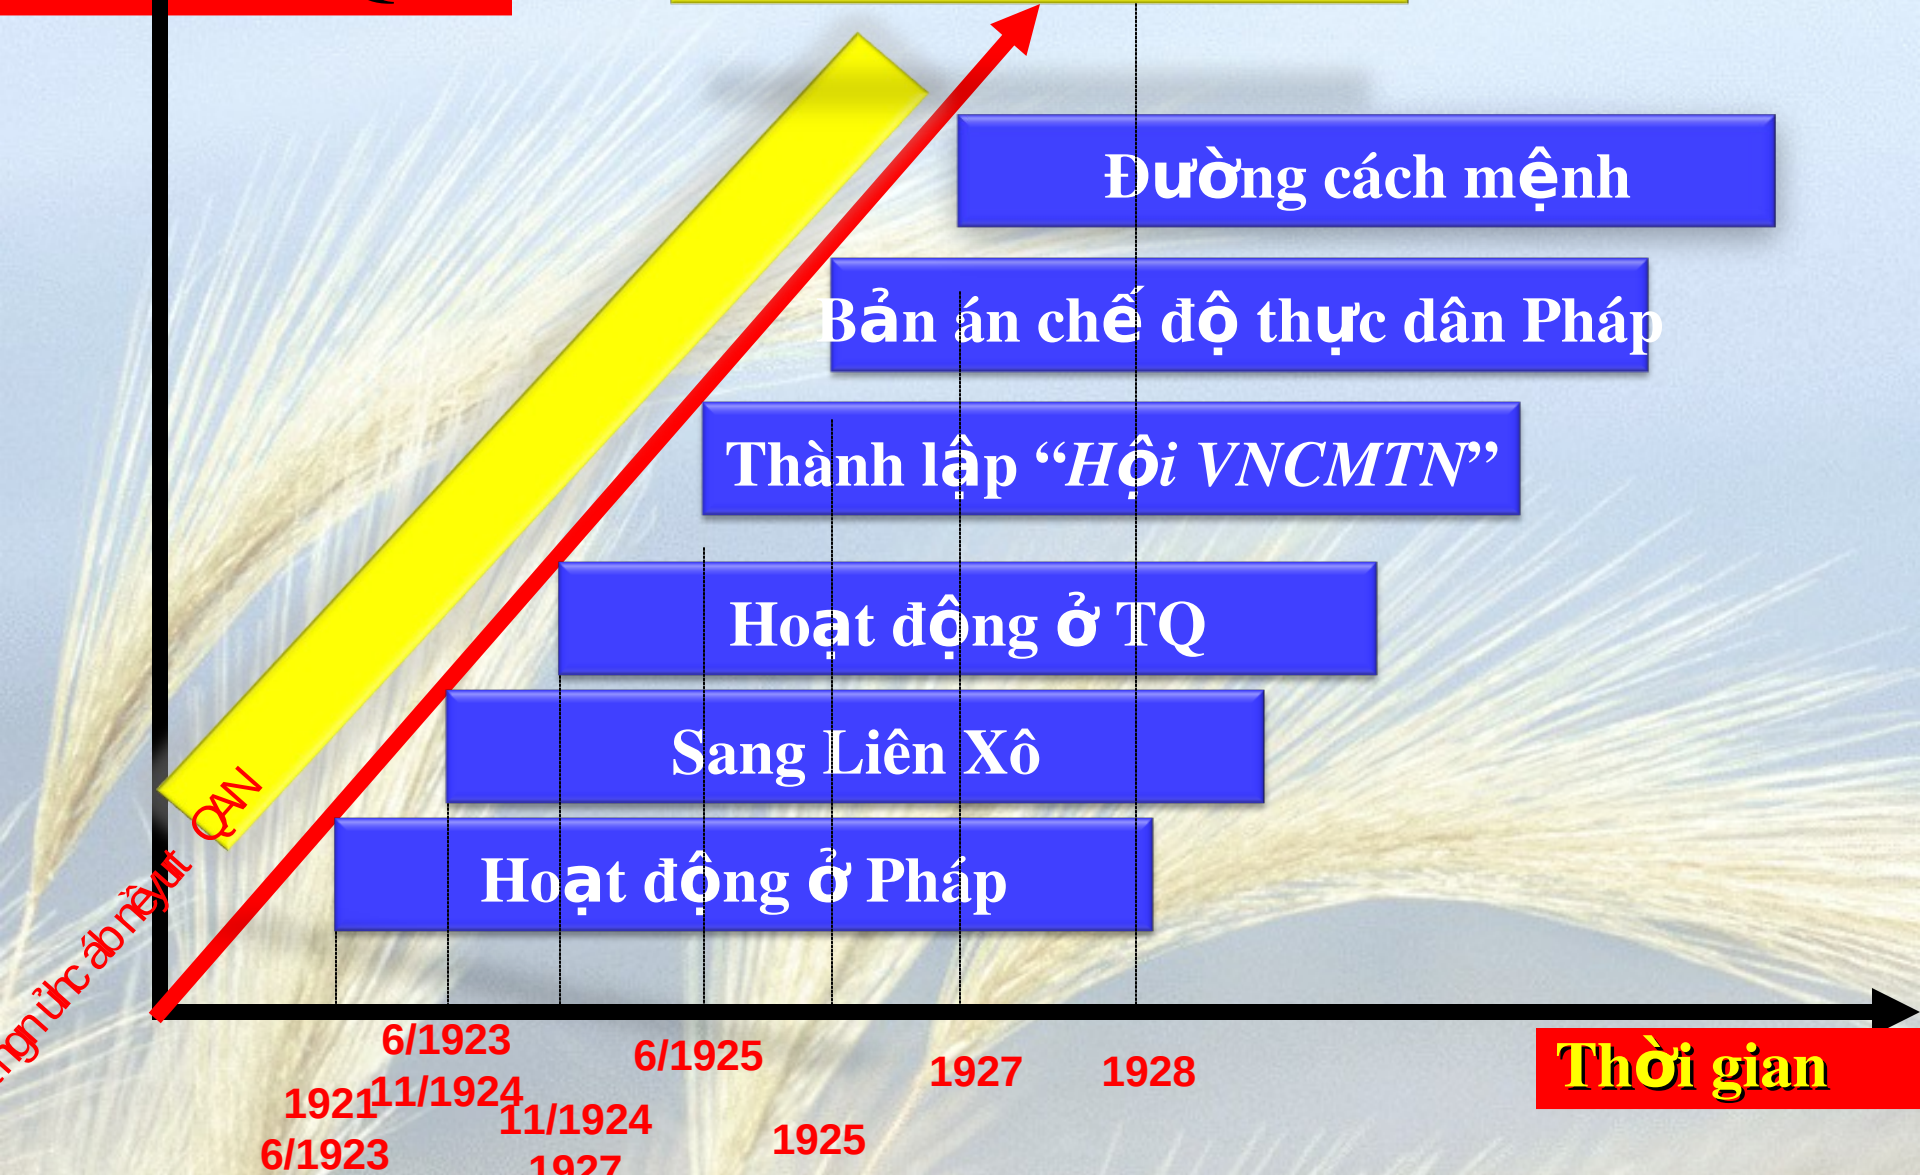 Đường cách mệnh
Bản án chế độ thực dân Pháp
Thành lập “Hội VNCMTN”
Hoạt động ở TQ
Sang Liên Xô
Hoạt động ở Pháp
QAN
6/1923
11/1924
1921
6/1923
11/1924
1927
6/1925
1925
1927
1928
Thời gian